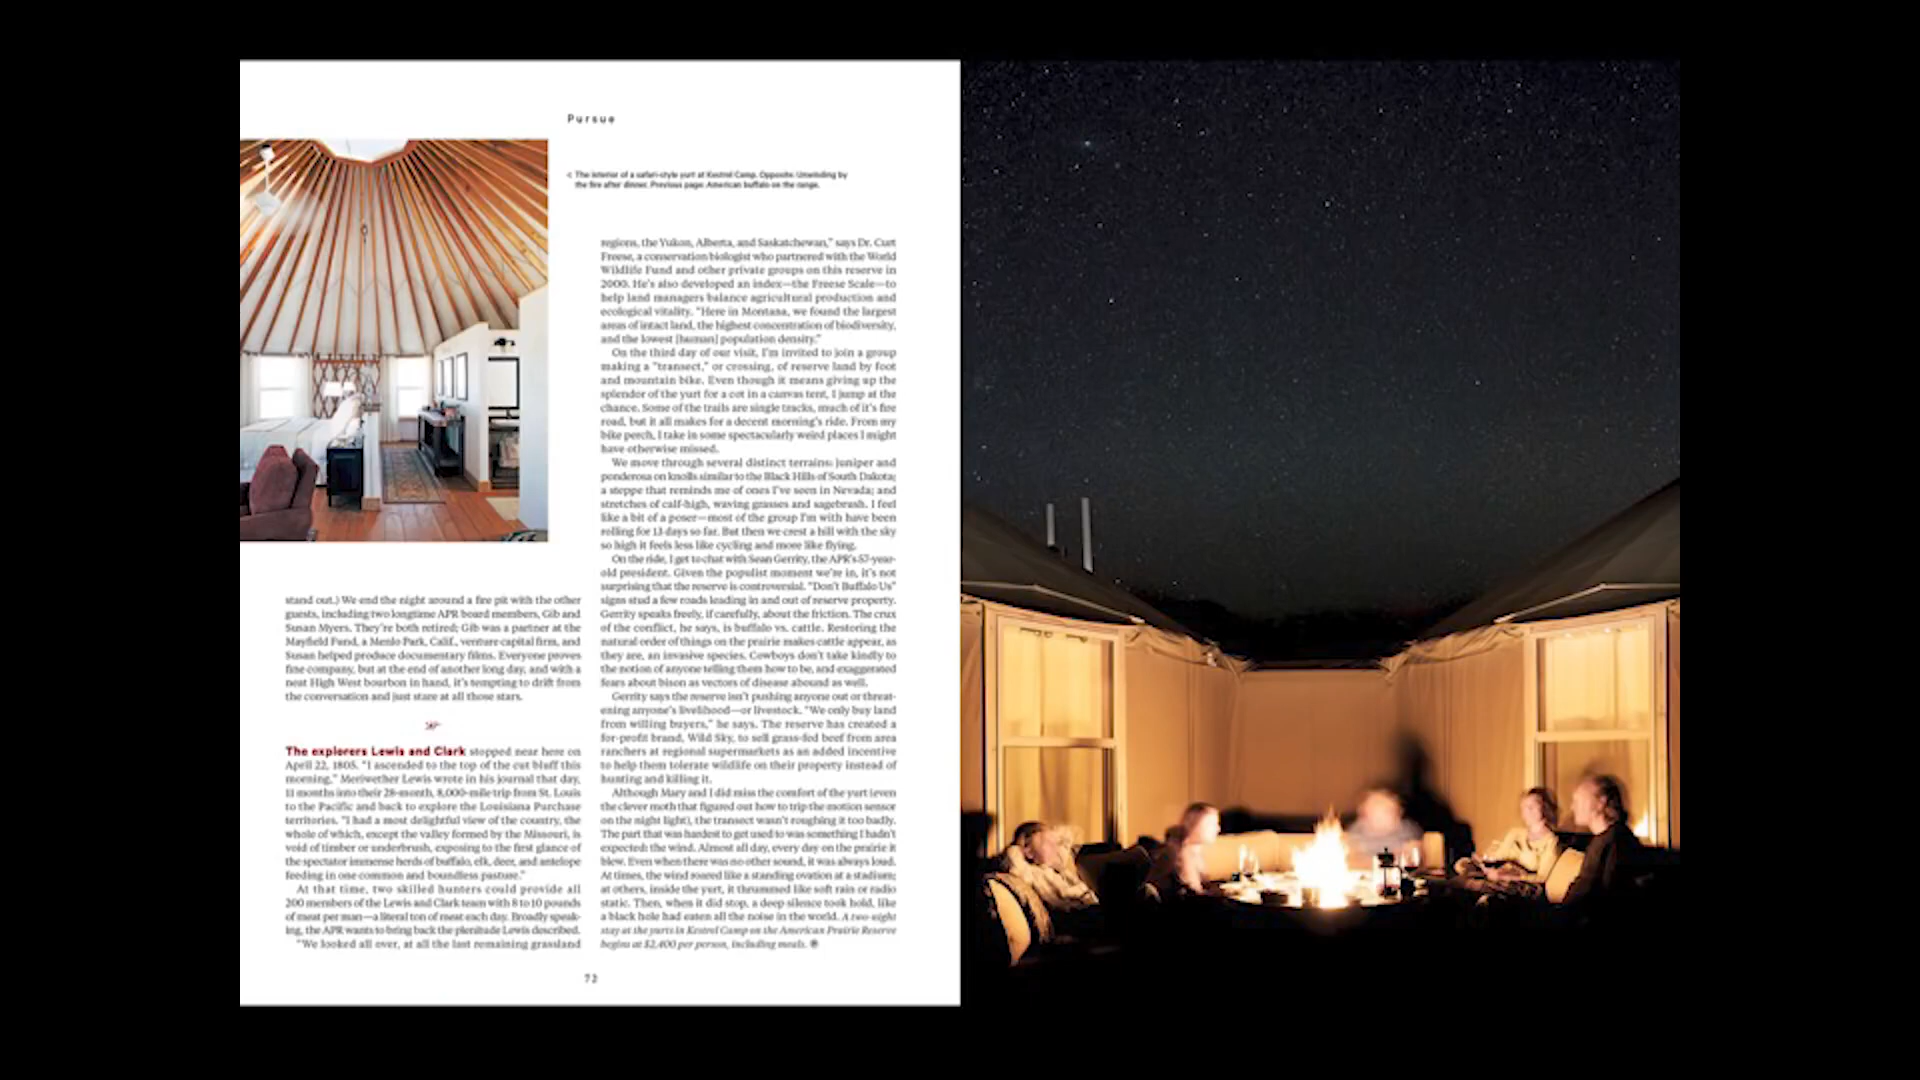 Pursue
< The interior of a safari-style yurt at Kestrel Camp. Opposite: Unwinding by
the fire after dinner. Previous page: American buffalo on the range.
stand out.) We end the night around a fire pit with the other
guests, including two longtime APR board members, Gib and
Susan Myers. They're both retired; Gib was a partner at the
Mayfield Fund, a Menlo Park, Calif., venture capital firm, and
Susan helped produce documentary films. Everyone proves
fine company, but at the end of another long day, and with a
neat High West bourbon in hand, it's tempting to drift from
the conversation and just stare at all those stars.
The explorers Lewis and Clark stopped near here on
April 22, 1805. "I ascended to the top of the cut bluff this
morning," Meriwether Lewis wrote in his journal that day,
11 months into their 28-month, 8,000-mile trip from St. Louis
to the Pacific and back to explore the Louisiana Purchase
territories. "I had a most delightful view of the country, the
whole of which, except the valley formed by the Missouri, is
void of timber or underbrush, exposing to the first glance of
the spectator immense herds of buffalo, elk, deer, and antelope
feeding in one common and boundless pasture."
At that time, two skilled hunters could provide all
200 members of the Lewis and Clark team with 8 to 10 pounds
of meat per man—a literal ton of meat each day. Broadly speak-
ing, the APR wants to bring back the plenitude Lewis described.
"We looked all over, at all the last remaining grassland
regions, the Yukon, Alberta, and Saskatchewan," says Dr. Curt
Freese, a conservation biologist who partnered with the World
Wildlife Fund and other private groups on this reserve in
2000. He's also developed an index—the Freese Scale—to
help land managers balance agricultural production and
ecological vitality. "Here in Montana, we found the largest
areas of intact land, the highest concentration of biodiversity,
and the lowest [human] population density."
On the third day of our visit, I'm invited to join a group
making a "transect," or crossing, of reserve land by foot
and mountain bike. Even though it means giving up the
splendor of the yurt for a cot in a canvas tent, I jump at the
chance. Some of the trails are single tracks, much of it's fire
road, but it all makes for a decent morning's ride. From my
bike perch, I take in some spectacularly weird places I might
have otherwise missed.
We move through several distinct terrains: juniper and
ponderosa on knolls similar to the Black Hills of South Dakota;
a steppe that reminds me of ones I've seen in Nevada; and
stretches of calf-high, waving grasses and sagebrush. I feel
like a bit of a poser—most of the group I'm with have been
rolling for 13 days so far. But then we crest a hill with the sky
so high it feels less like cycling and more like flying.
On the ride, I get to chat with Sean Gerrity, the APR's 57-year-
old president. Given the populist moment we're in, it's not
surprising that the reserve is controversial. "Don't Buffalo Us"
signs stud a few roads leading in and out of reserve property.
Gerrity speaks freely, if carefully, about the friction. The crux
of the conflict, he says, is buffalo vs. cattle. Restoring the
natural order of things on the prairie makes cattle appear, as
they are, an invasive species. Cowboys don't take kindly to
the notion of anyone telling them how to be, and exaggerated
fears about bison as vectors of disease abound as well.
Gerrity says the reserve isn't pushing anyone out or threat-
ening anyone's livelihood—or livestock. "We only buy land
from willing buyers," he says. The reserve has created a
for-profit brand, Wild Sky, to sell grass-fed beef from area
ranchers at regional supermarkets as an added incentive
to help them tolerate wildlife on their property instead of
hunting and killing it.
Although Mary and I did miss the comfort of the yurt (even
the clever moth that figured out how to trip the motion sensor
on the night light), the transect wasn't roughing it too badly.
The part that was hardest to get used to was something I hadn't
expected: the wind. Almost all day, every day on the prairie it
blew. Even when there was no other sound, it was always loud.
At times, the wind roared like a standing ovation at a stadium;
at others, inside the yurt, it thrummed like soft rain or radio
static. Then, when it did stop, a deep silence took hold, like
a black hole had eaten all the noise in the world. A two-night
stay at the yurts in Kestrel Camp on the American Prairie Reserve
begins at $2,400 per person, including meals.
72